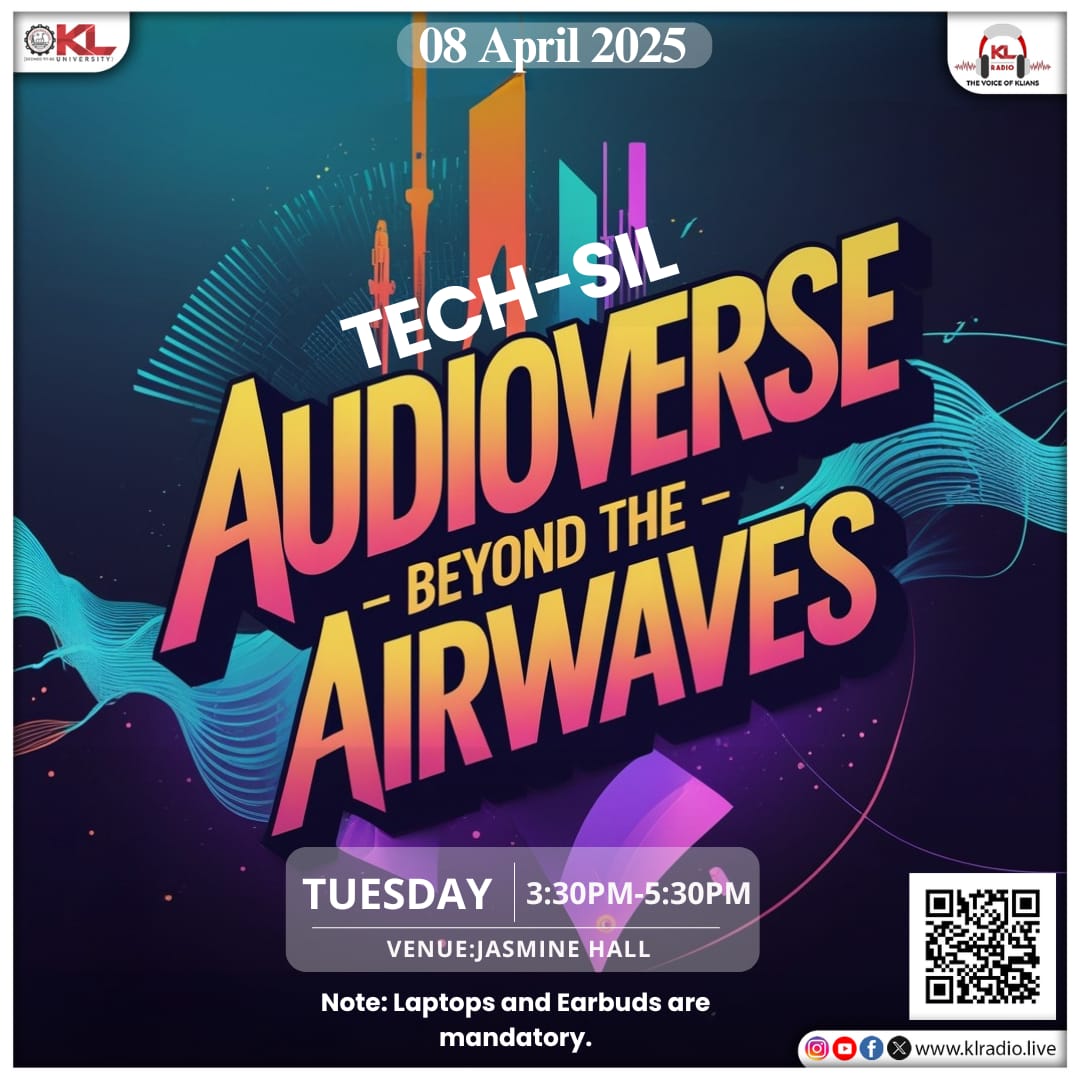 KL
(DEEMED TO BE UNIVERSITY)
08 April 2025
KL
RADIO
THE VOICE OF KLIANS
TECH-SIL
AUDIOVERSE
- BEYOND THE -
AIRWAVES
TUESDAY
3:30PM-5:30PM
VENUE:JASMINE HALL
Note: Laptops and Earbuds are
mandatory.
www.klradio.live